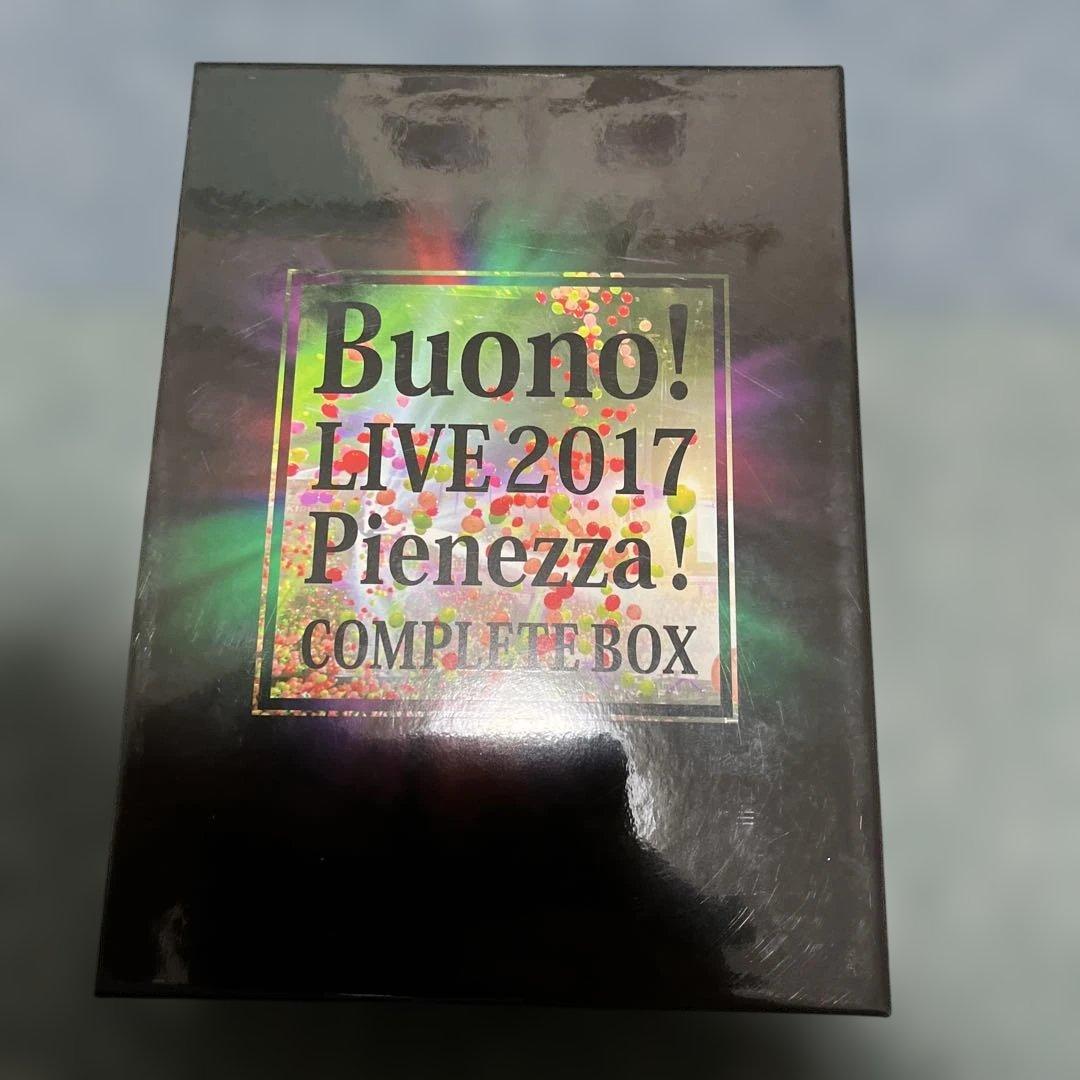 Buono!
LIVE 2017
Pienezza!
COMPLETE BOX